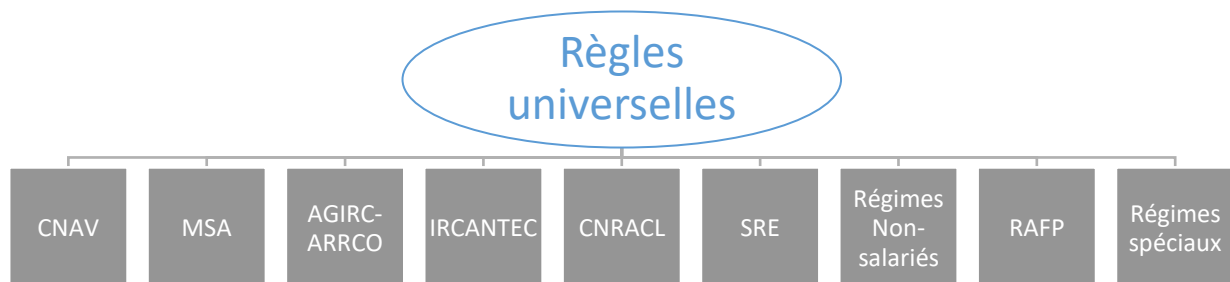 Règles
universelles
CNAV
MSA
AGIRC-
ARRCO
IRCANTEC
CNRACL
SRE
Régimes
Non-
salariés
RAFP
Régimes
spéciaux